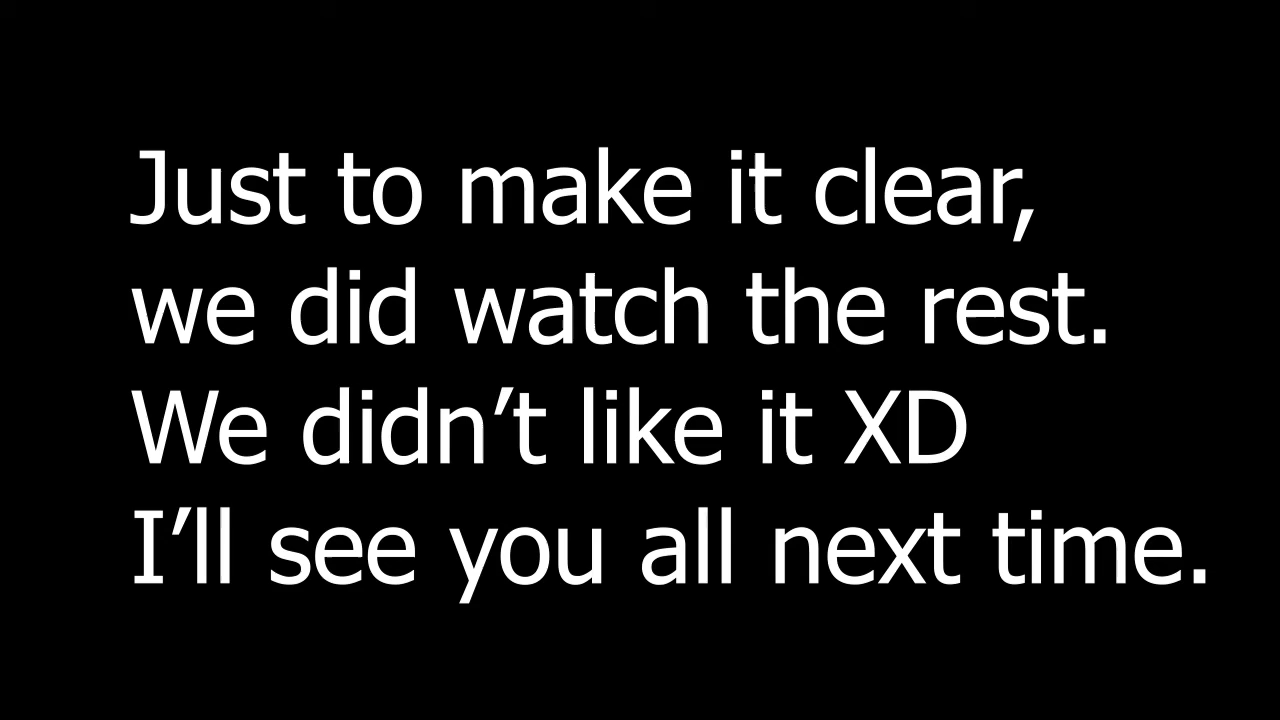 Just to make it clear,
we did watch the rest.
We didn’t like it XD
I’ll see you all next time.